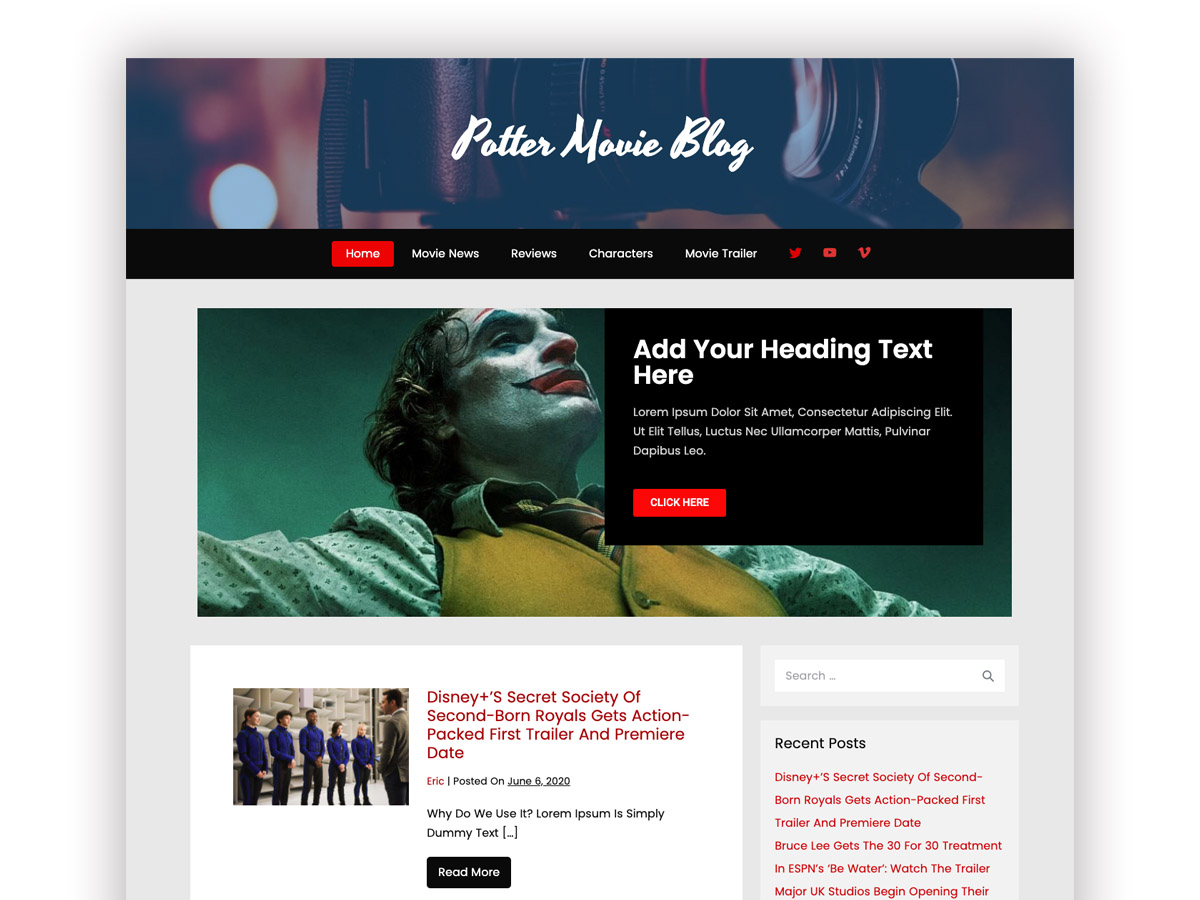 Potter Movie Blog
Home Movie News Reviews Characters Movie Trailer
Add Your Heading Text
Here
Lorem Ipsum Dolor Sit Amet, Consectetur Adipiscing Elit.
Ut Elit Tellus, Luctus Nec Ullamcorper Mattis, Pulvinar
Dapibus Leo.
CLICK HERE
Disney+'S Secret Society Of
Second-Born Royals Gets Action-
Packed First Trailer And Premiere
Date
Eric | Posted On June 6, 2020
Why Do We Use It? Lorem Ipsum Is Simply
Dummy Text [...]
Read More
Search ...
Recent Posts
Disney+'S Secret Society Of Second-
Born Royals Gets Action-Packed First
Trailer And Premiere Date
Bruce Lee Gets The 30 For 30 Treatment
In ESPN's 'Be Water': Watch The Trailer
Major UK Studios Begin Opening Their